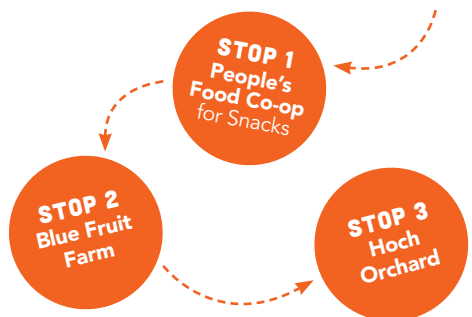 STOP 1
People's
Food Co-op
for Snacks
STOP 2
Blue Fruit
Farm
STOP 3
Hoch
Orchard